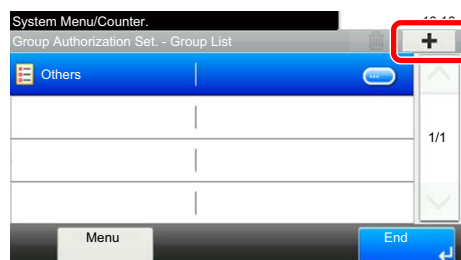 System Menu/Counter.
Group Authorization Set. - Group List
+
Others
1/1
Menu
End